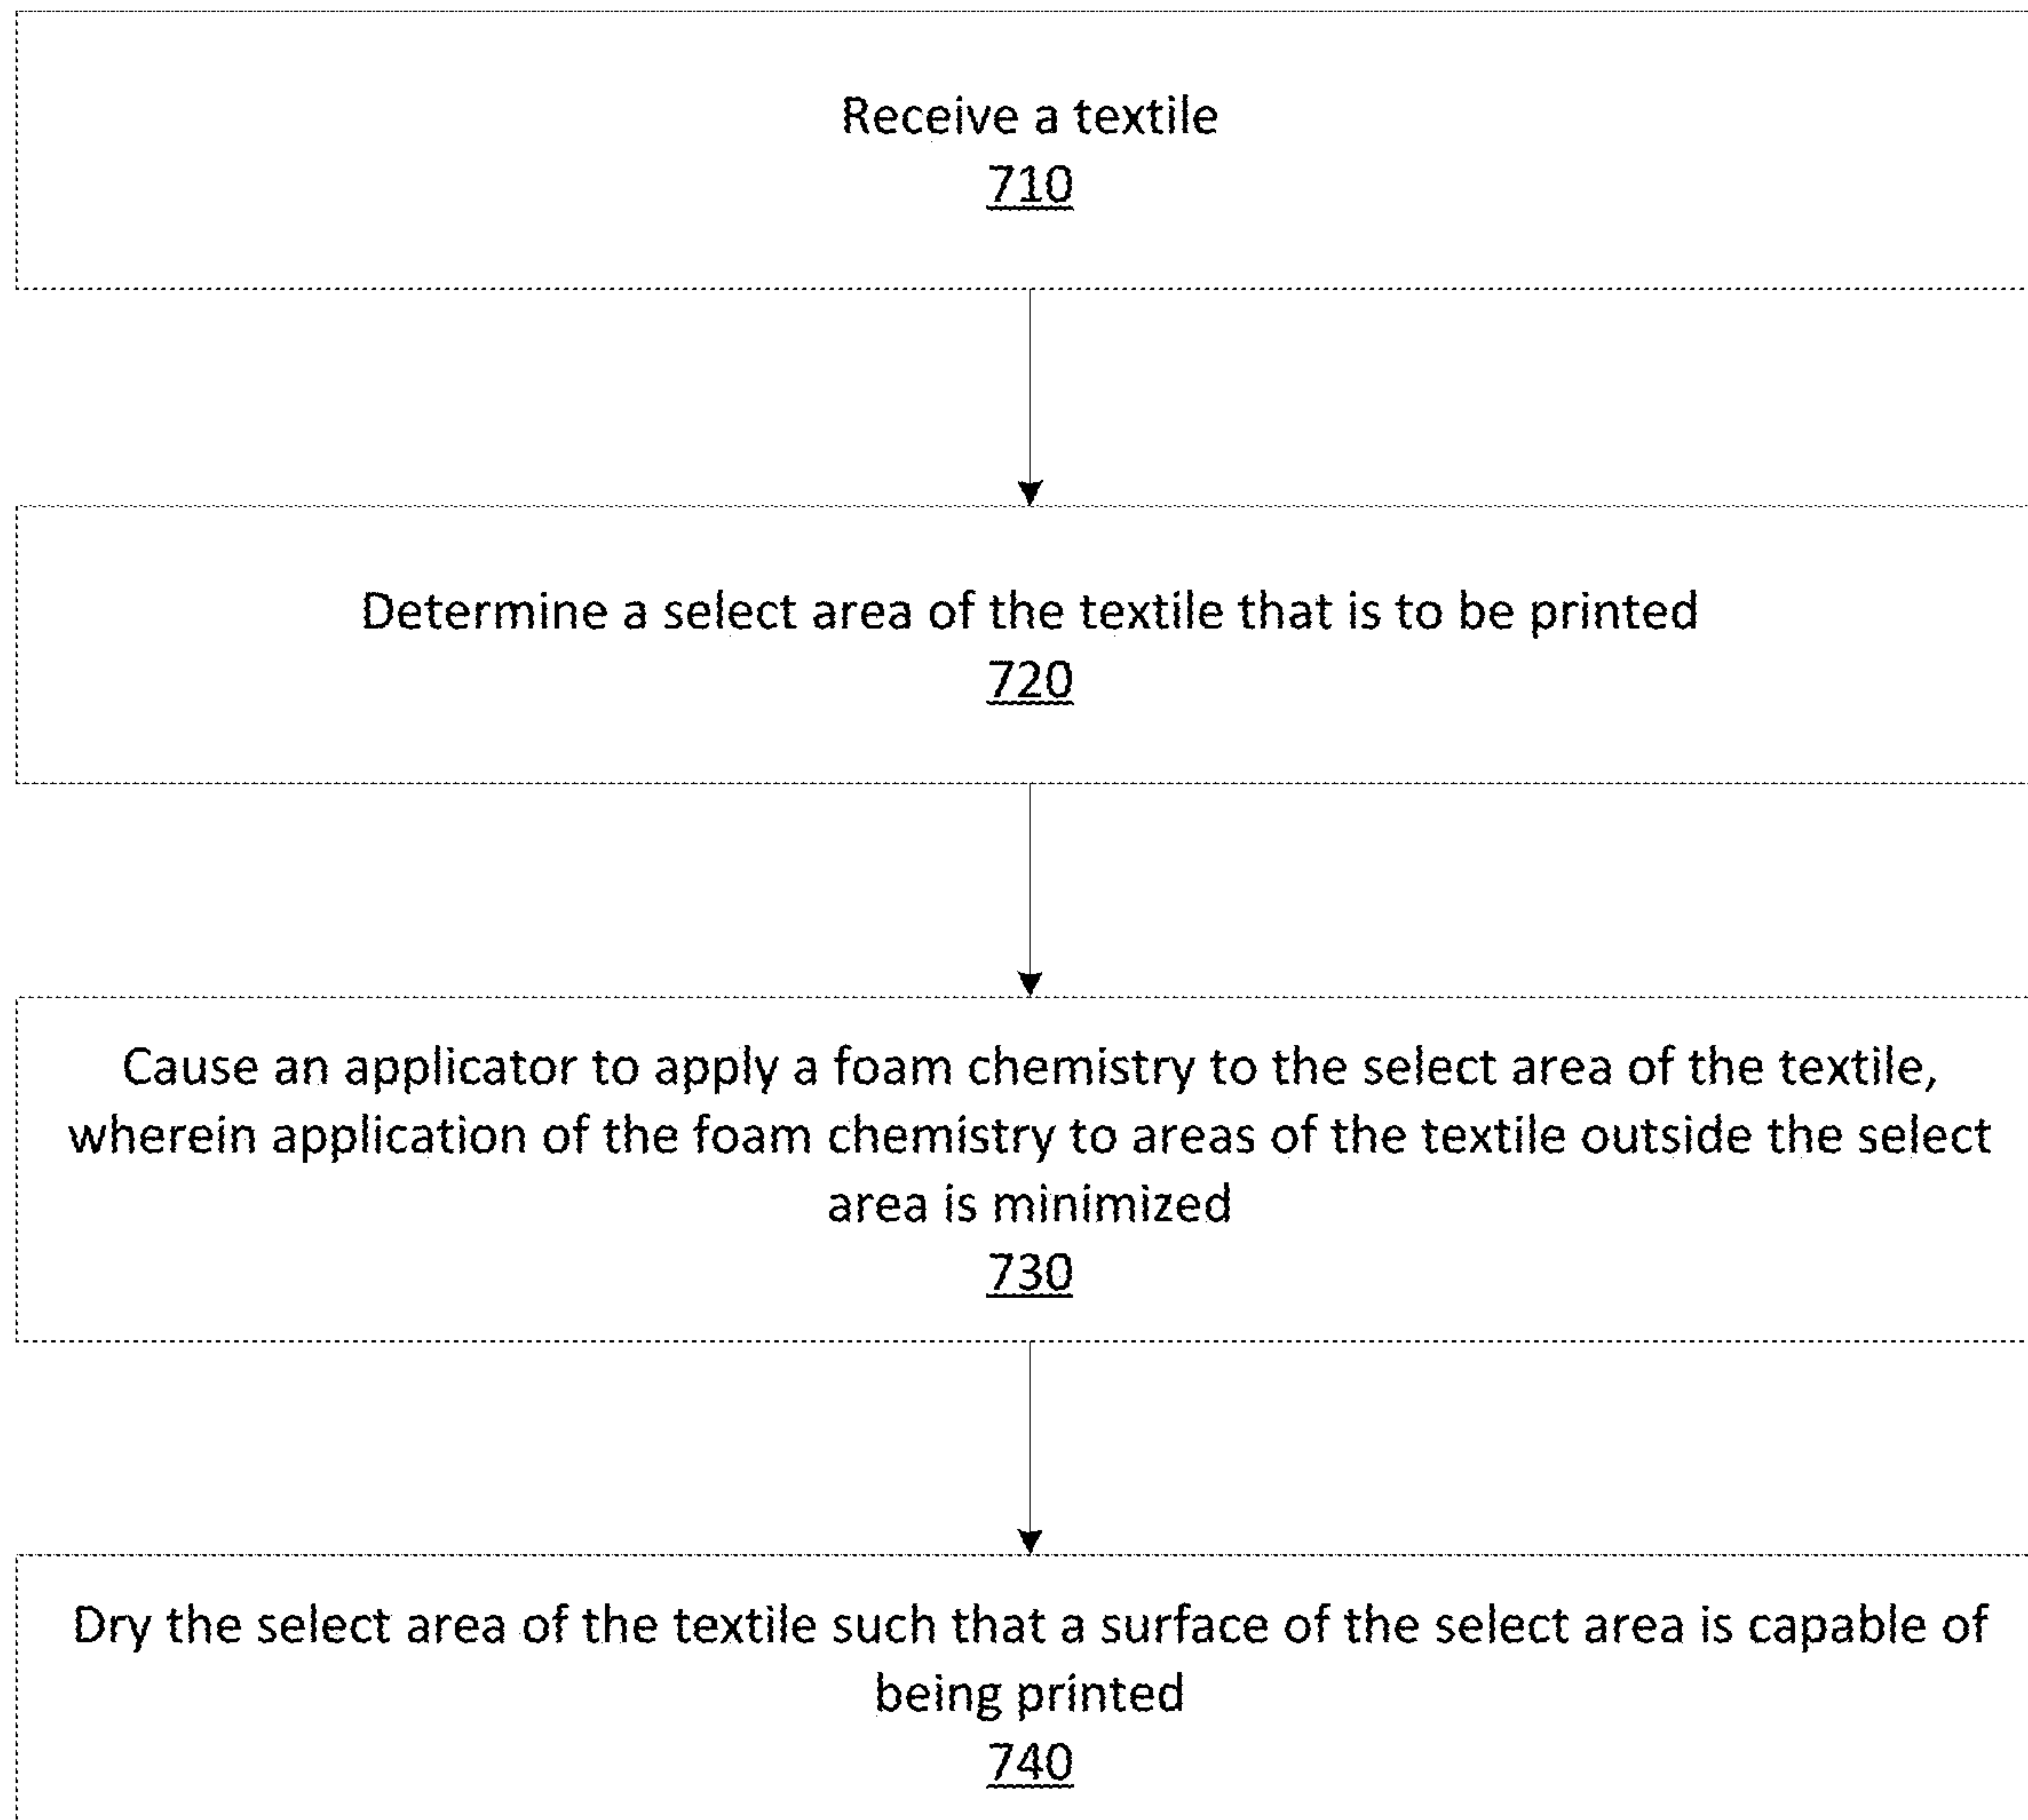 Receive a textile
710
Determine a select area of the textile that is to be printed
720
Cause an applicator to apply a foam chemistry to the select area of the textile,
wherein application of the foam chemistry to areas of the textile outside the select
area is minimized
730
Dry the select area of the textile such that a surface of the select area is capable of
being printed
740